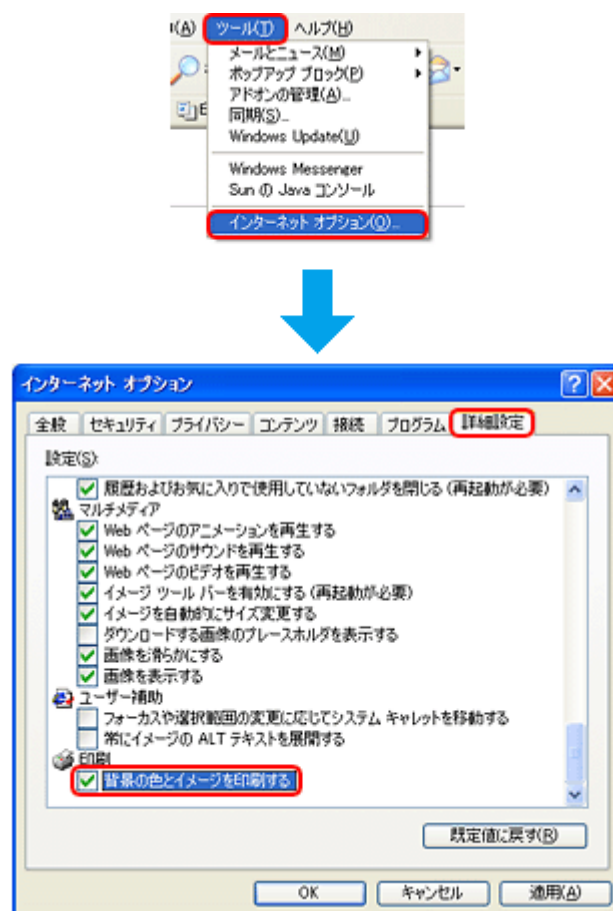 (A) ツール(T) ヘルプ(H)
メールとニュース(M)
ポップアップ ブロック(P)
アドオンの管理(A)...
同期(S)...
Windows Update(U)
Windows Messenger
Sun の Java コンソール
インターネット オプション(O)...
インターネット オプション
全般 セキュリティ プライバシー コンテンツ 接続 プログラム 詳細設定
設定(S):
履歴およびお気に入りで使用していないフォルダを閉じる (再起動が必要)
マルチメディア
Web ページのアニメーションを再生する
Web ページのサウンドを再生する
Web ページのビデオを再生する
イメージ ツール バーを有効にする (再起動が必要)
イメージを自動的にサイズ変更する
ダウンロードする画像のプレースホルダを表示する
画像を滑らかにする
画像を表示する
ユーザー補助
フォーカスや選択範囲の変更に応じてシステム キャレットを移動する
常にイメージの ALT テキストを展開する
印刷
背景の色とイメージを印刷する
既定値に戻す(R)
OK キャンセル 適用(A)